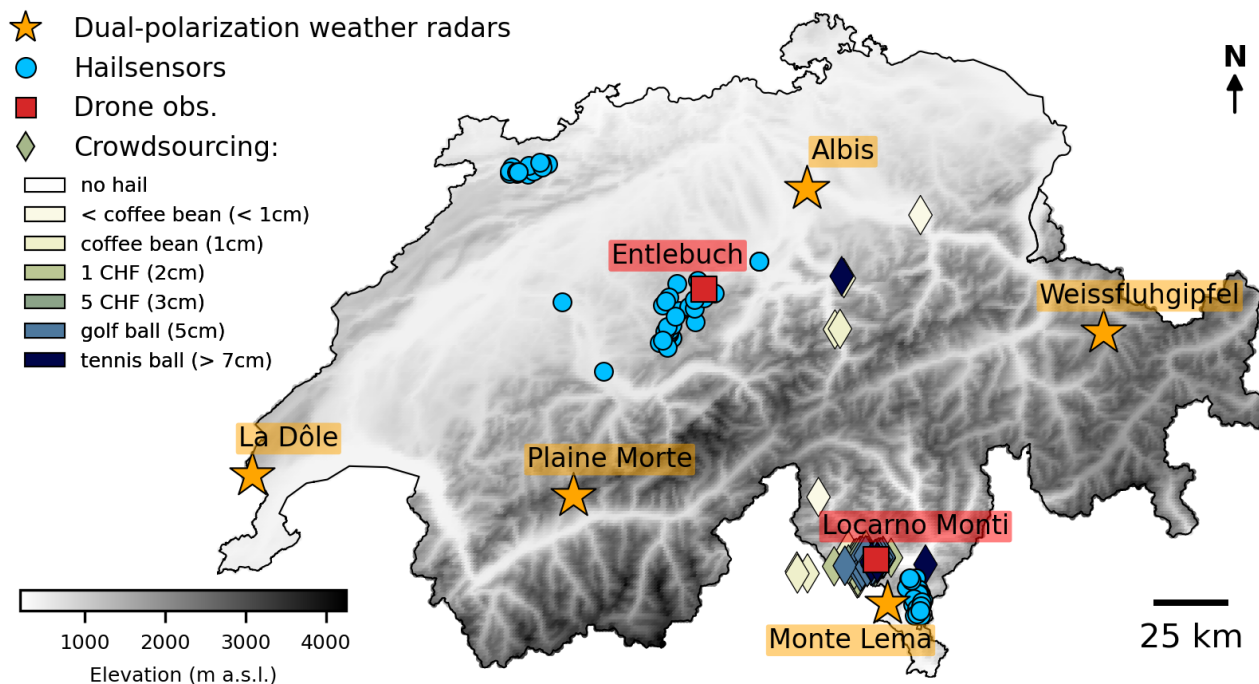 Dual-polarization weather radars
Hailsensors
Drone obs.
Crowdsourcing:
no hail
< coffee bean (< 1cm)
coffee bean (1cm)
1 CHF (2cm)
5 CHF (3cm)
golf ball (5cm)
tennis ball (> 7cm)
N
Albis
Entlebuch
Weissfluhgipfel
La Dôle
Plaine Morte
Locarno Monti
Monte Lema
1000 2000 3000 4000
Elevation (m a.s.l.)
25 km